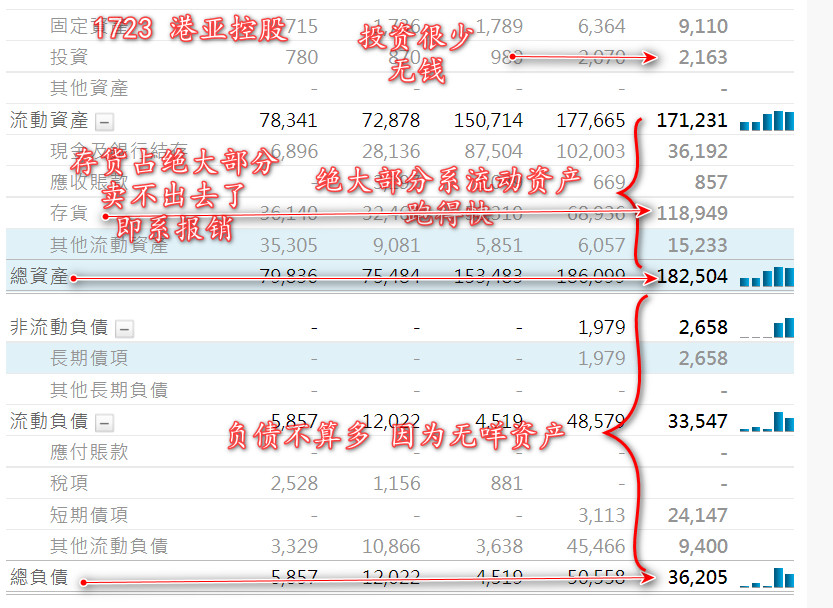 固定資產 715 1,736 1,789 6,364 9,110
1723 港亚控股
投资很少
投資 780 870 980 2,070 2,163
无钱
其他資產 - - - - -
流動資產 78,341 72,878 150,714 177,665 171,231
現金及銀行結存 6,896 28,136 87,504 102,003 36,192
存货占绝大部分
應收賬款 669 857
绝大部分系流动资产
卖不出去了
存貨 36,140 68,936 118,949
跑得快
即系报销
其他流動資產 35,305 9,081 5,851 6,057 15,233
總資產 79,836 75,484 153,483 186,099 182,504
非流動負債 - - - 1,979 2,658
長期債項 - - - 1,979 2,658
其他長期負債 - - - - -
流動負債 5,857 12,022 4,519 48,579 33,547
负债不算多 因为无咩资产
應付賬款 - - - - -
稅項 2,528 1,156 881 - -
短期債項 - - - 3,113 24,147
其他流動負債 3,329 10,866 3,638 45,466 9,400
總負債 5,857 12,022 4,519 50,558 36,205